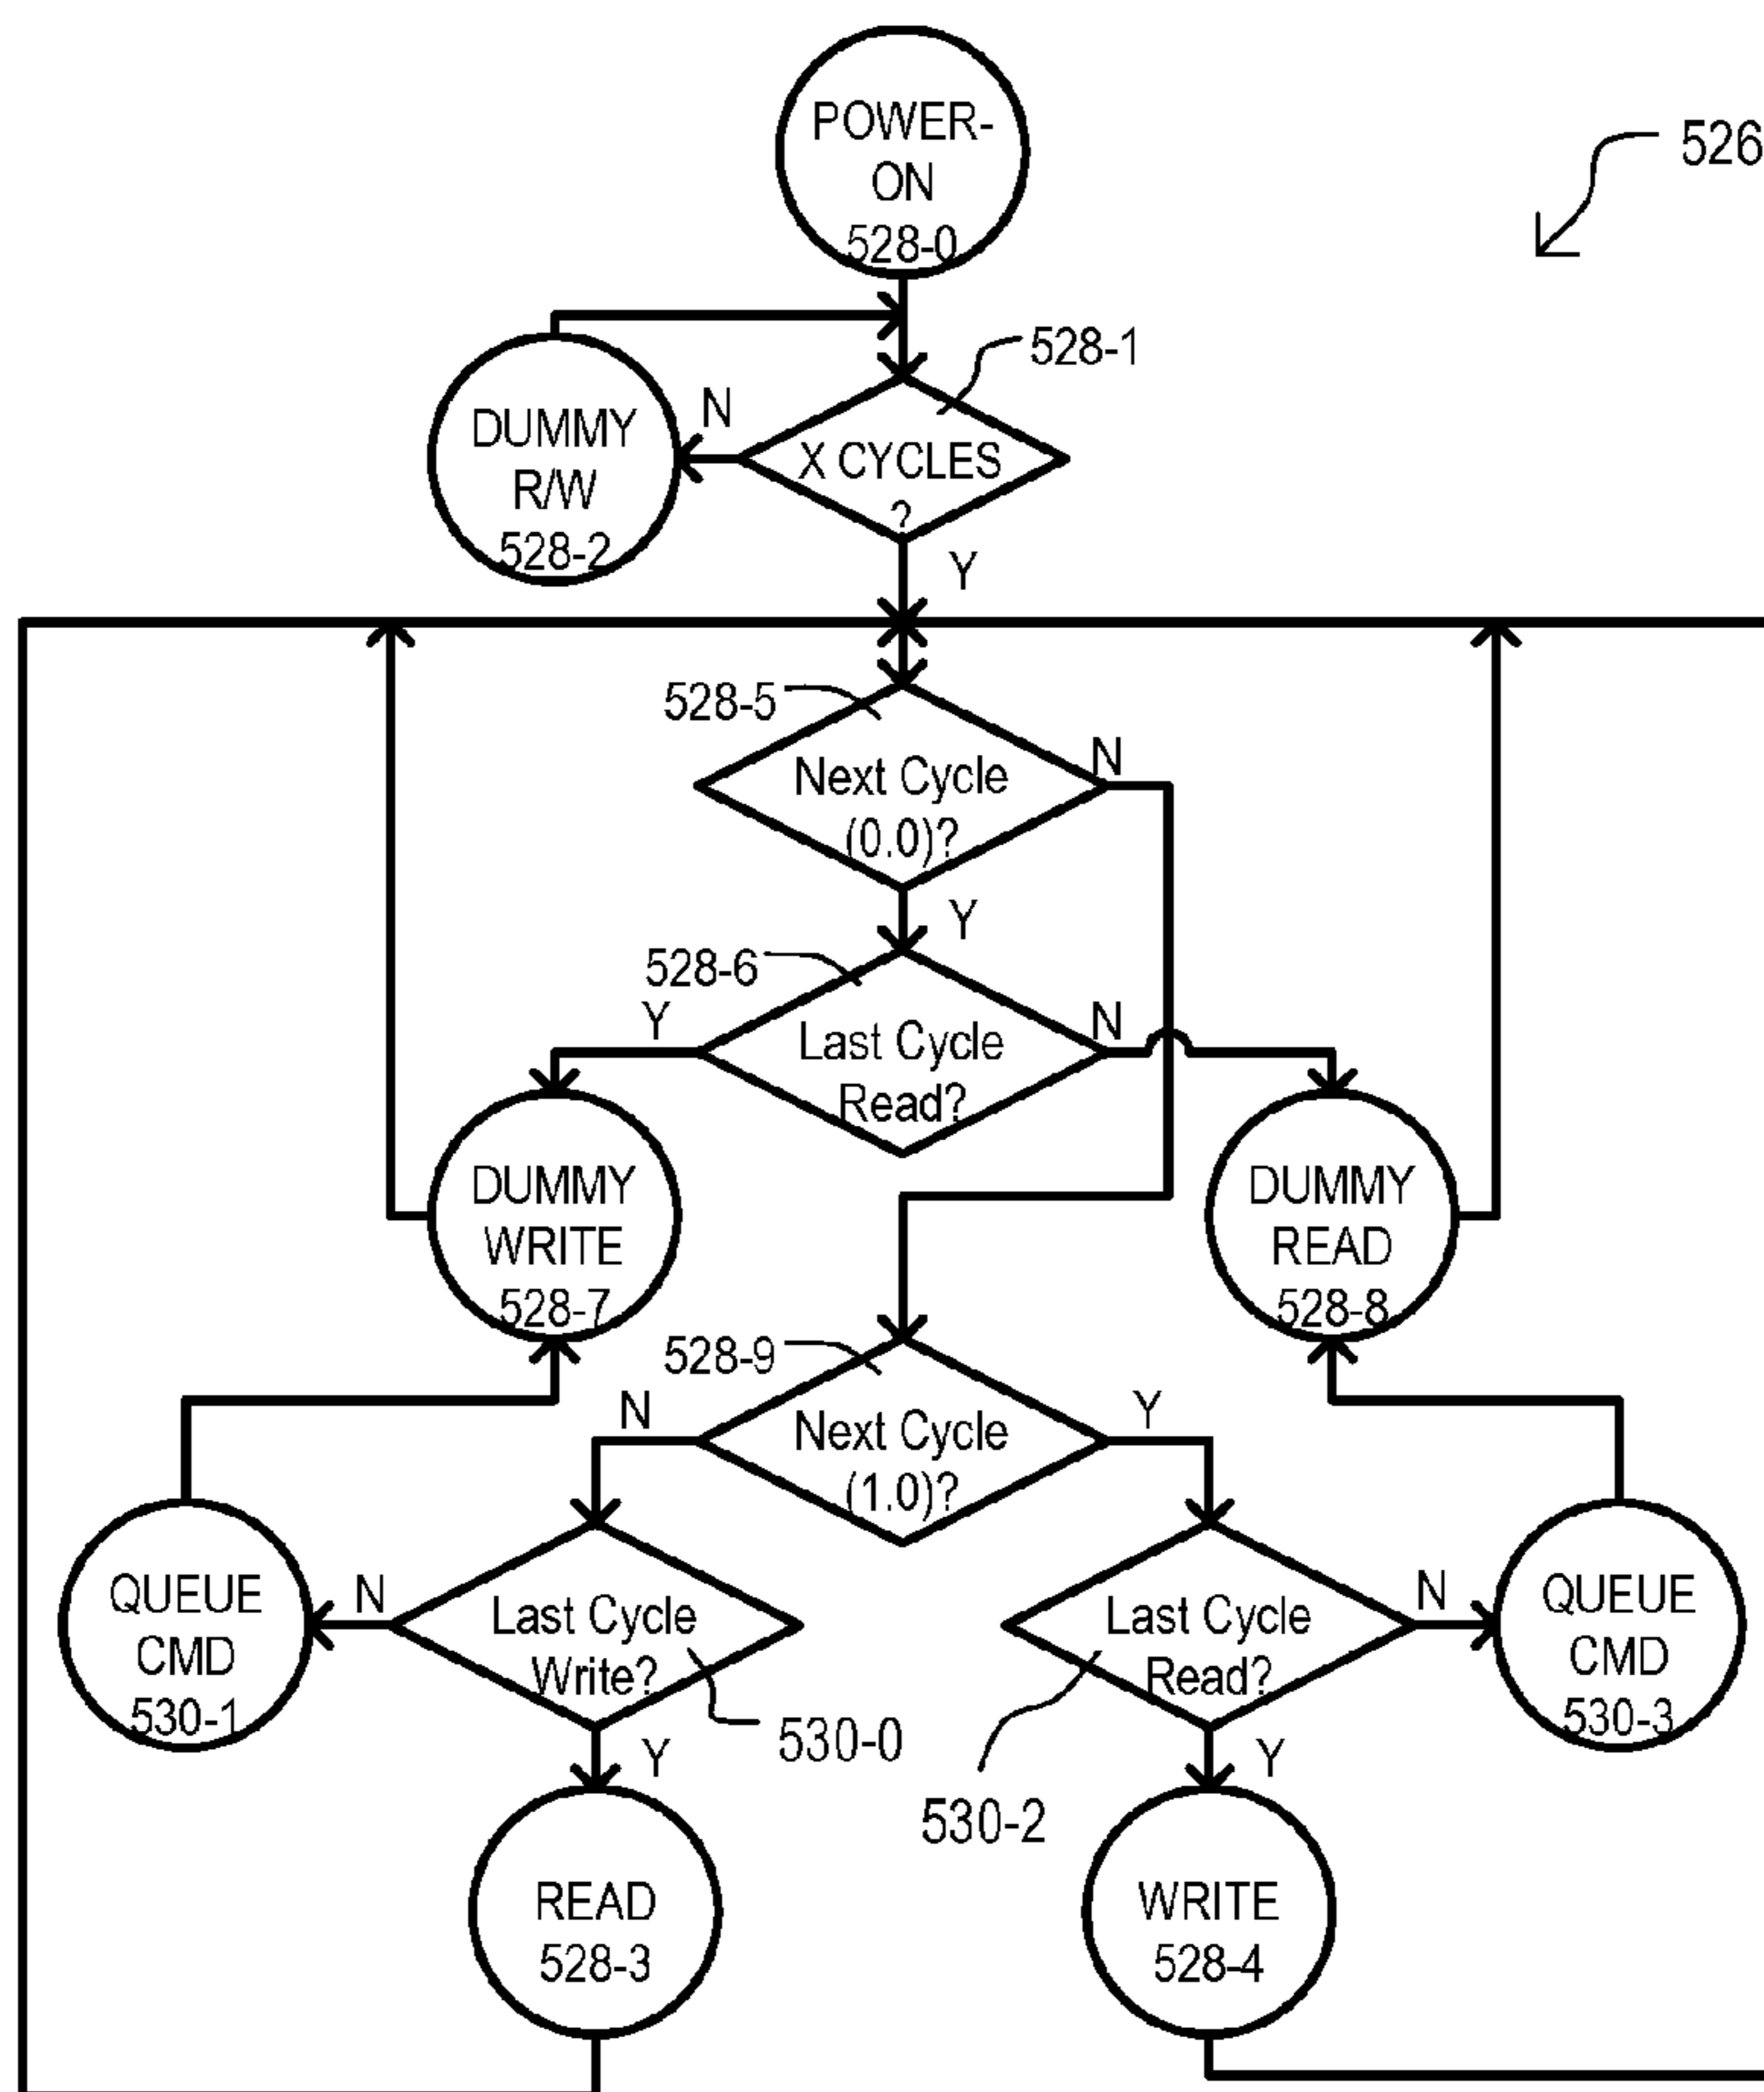 POWER-
ON
528-0
526
528-1
DUMMY
R/W
528-2
N
X CYCLES
?
Y
528-5
Next Cycle
(0.0)?
N
Y
528-6
Y
Last Cycle
Read?
N
DUMMY
WRITE
528-7
DUMMY
READ
528-8
528-9
N
Next Cycle
(1.0)?
Y
QUEUE
CMD
530-1
N
Last Cycle
Write?
530-0
Last Cycle
Read?
530-2
N
QUEUE
CMD
530-3
Y
Y
READ
528-3
WRITE
528-4